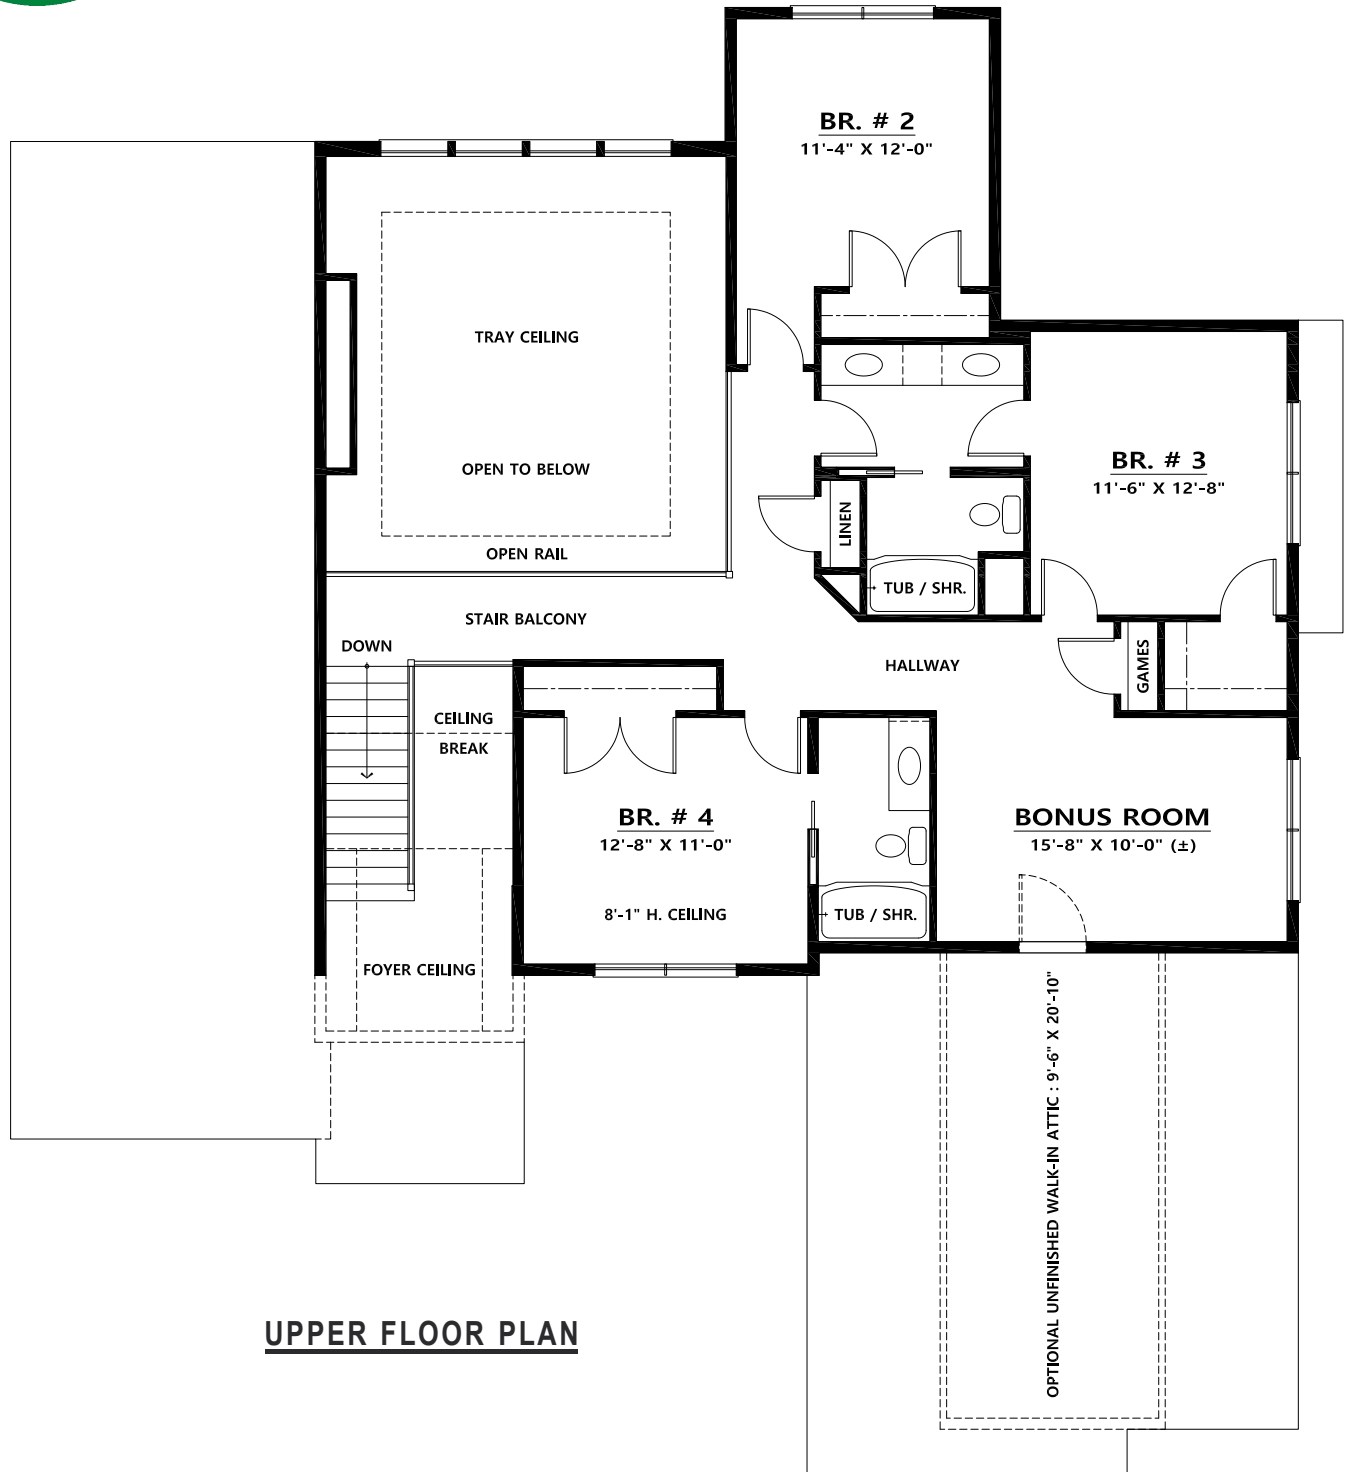 BR. # 2
11'-4" X 12'-0"
TRAY CEILING
OPEN TO BELOW
OPEN RAIL
BR. # 3
11'-6" X 12'-8"
LINEN
TUB / SHR.
STAIR BALCONY
DOWN
HALLWAY
GAMES
CEILING
BREAK
BR. # 4
12'-8" X 11'-0"
8'-1" H. CEILING
TUB / SHR.
BONUS ROOM
15'-8" X 10'-0" (±)
FOYER CEILING
OPTIONAL UNFINISHED WALK-IN ATTIC : 9'-6" X 20'-10"
UPPER FLOOR PLAN